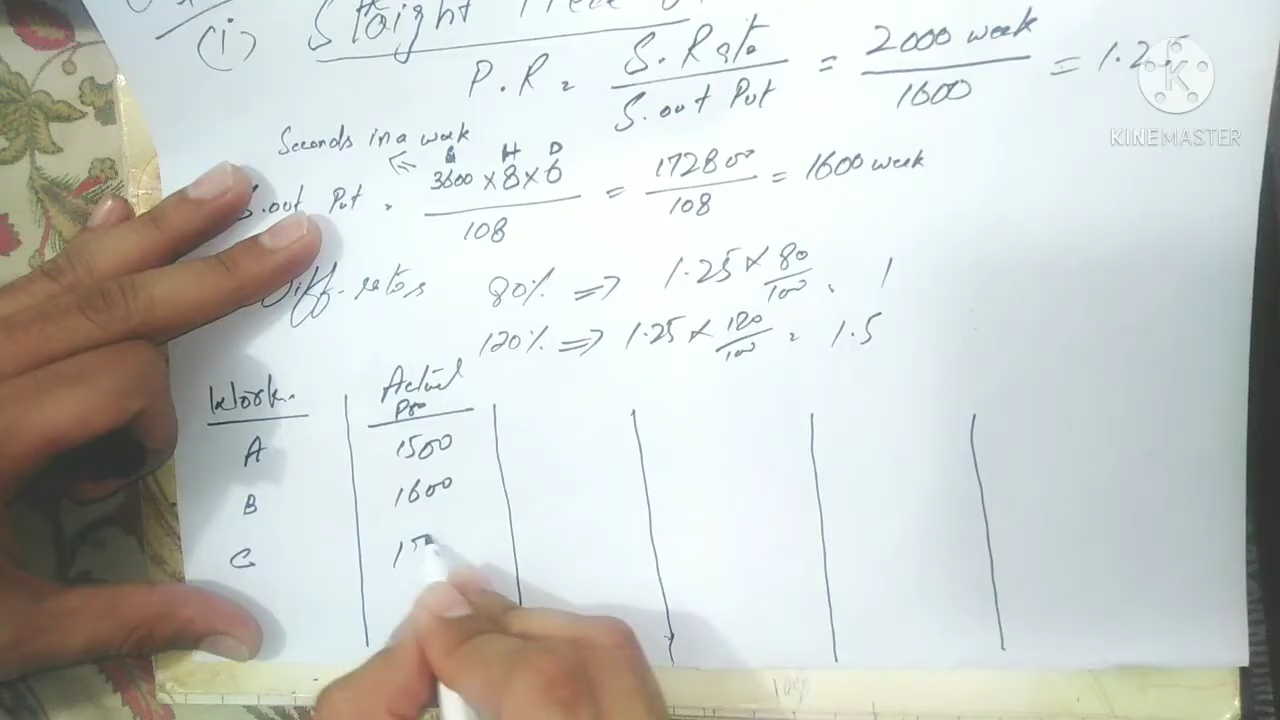 (i) Staight
P.R = S.Rate / S.out Put = 2000 week / 1600 = 1.25
KINEMASTER
Seconds in a week
S H D
S.out Put = 3600 × 8 × 6 / 108 = 172800 / 108 = 1600 week
Diff. rates 80% => 1.25 × 80/100 = 1
120% => 1.25 × 120/100 = 1.5
Work. Actual Pro
A 1500
B 1600
C